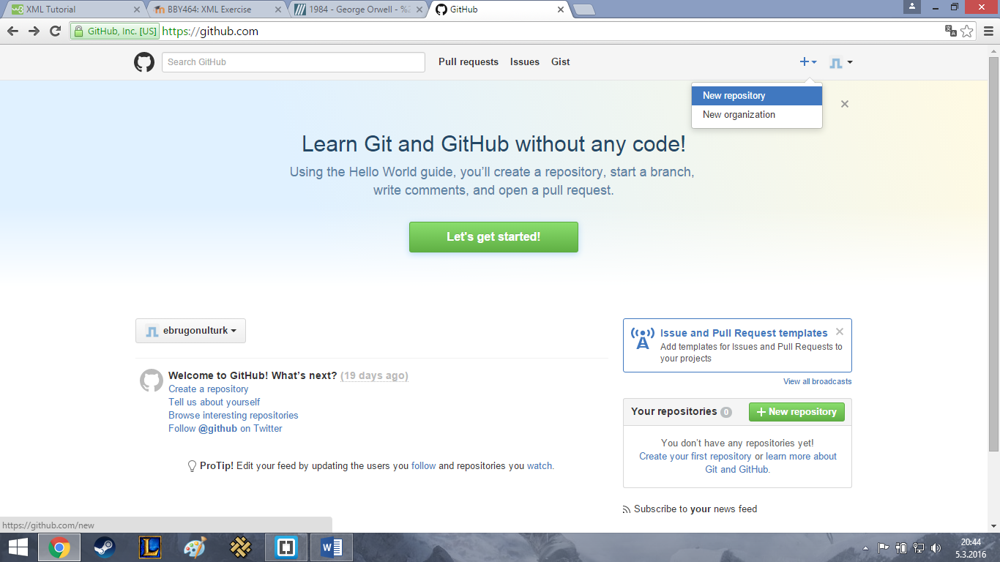 XML Tutorial
BBY464: XML Exercise
1984 - George Orwell - %2
GitHub
GitHub, Inc. [US] https://github.com
Search GitHub
Pull requests Issues Gist
New repository
New organization
Learn Git and GitHub without any code!
Using the Hello World guide, you’ll create a repository, start a branch,
write comments, and open a pull request.
Let's get started!
ebrugonulturk
Welcome to GitHub! What’s next? (19 days ago)
Create a repository
Tell us about yourself
Browse interesting repositories
Follow @github on Twitter
ProTip! Edit your feed by updating the users you follow and repositories you watch.
Issue and Pull Request templates
Add templates for Issues and Pull Requests to
your projects
View all broadcasts
Your repositories 0
New repository
You don’t have any repositories yet!
Create your first repository or learn more about
Git and GitHub.
Subscribe to your news feed
https://github.com/new
20:44
5.3.2016